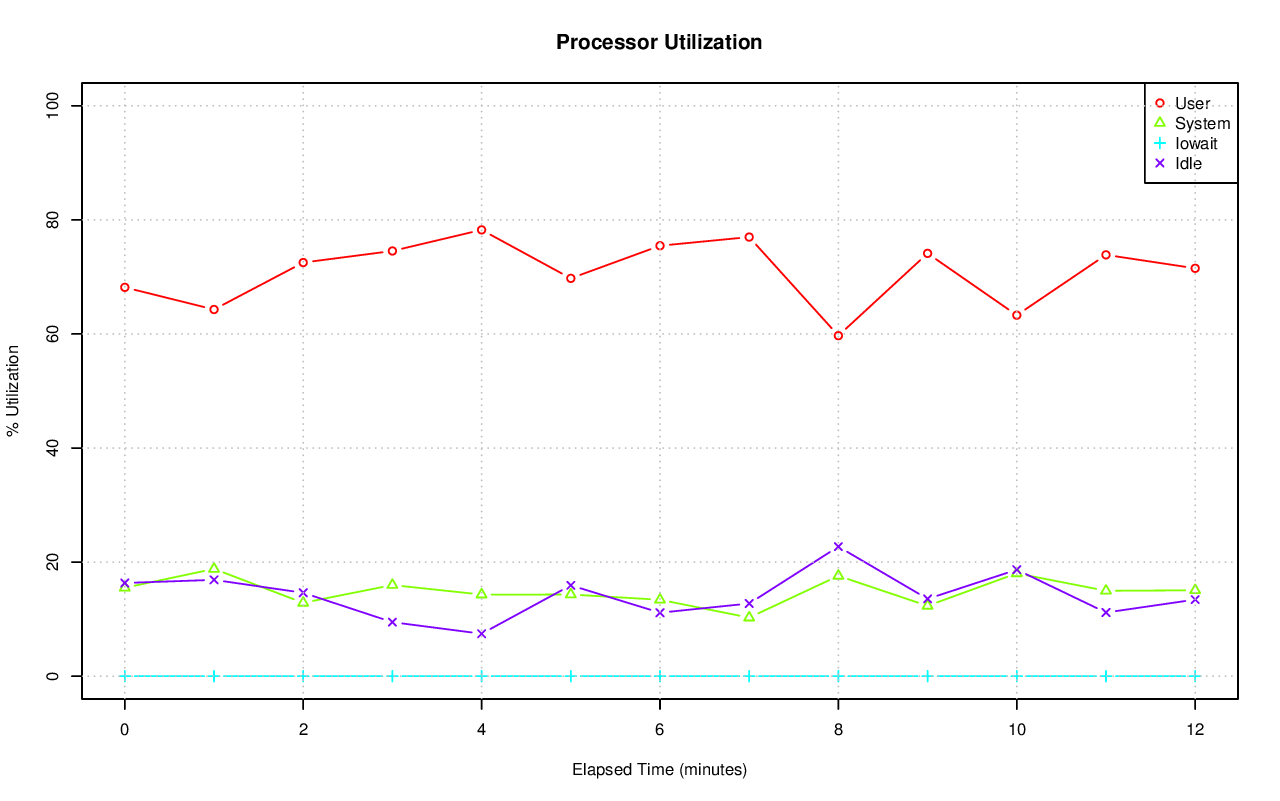 Processor Utilization
User
System
Iowait
Idle
% Utilization
100
80
60
40
20
0
0 2 4 6 8 10 12
Elapsed Time (minutes)